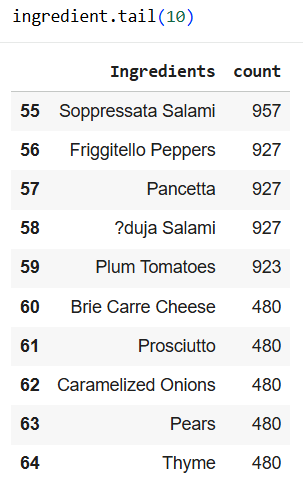 ingredient.tail(10)
Ingredients count
55 Soppressata Salami 957
56 Friggitello Peppers 927
57 Pancetta 927
58 ?duja Salami 927
59 Plum Tomatoes 923
60 Brie Carre Cheese 480
61 Prosciutto 480
62 Caramelized Onions 480
63 Pears 480
64 Thyme 480